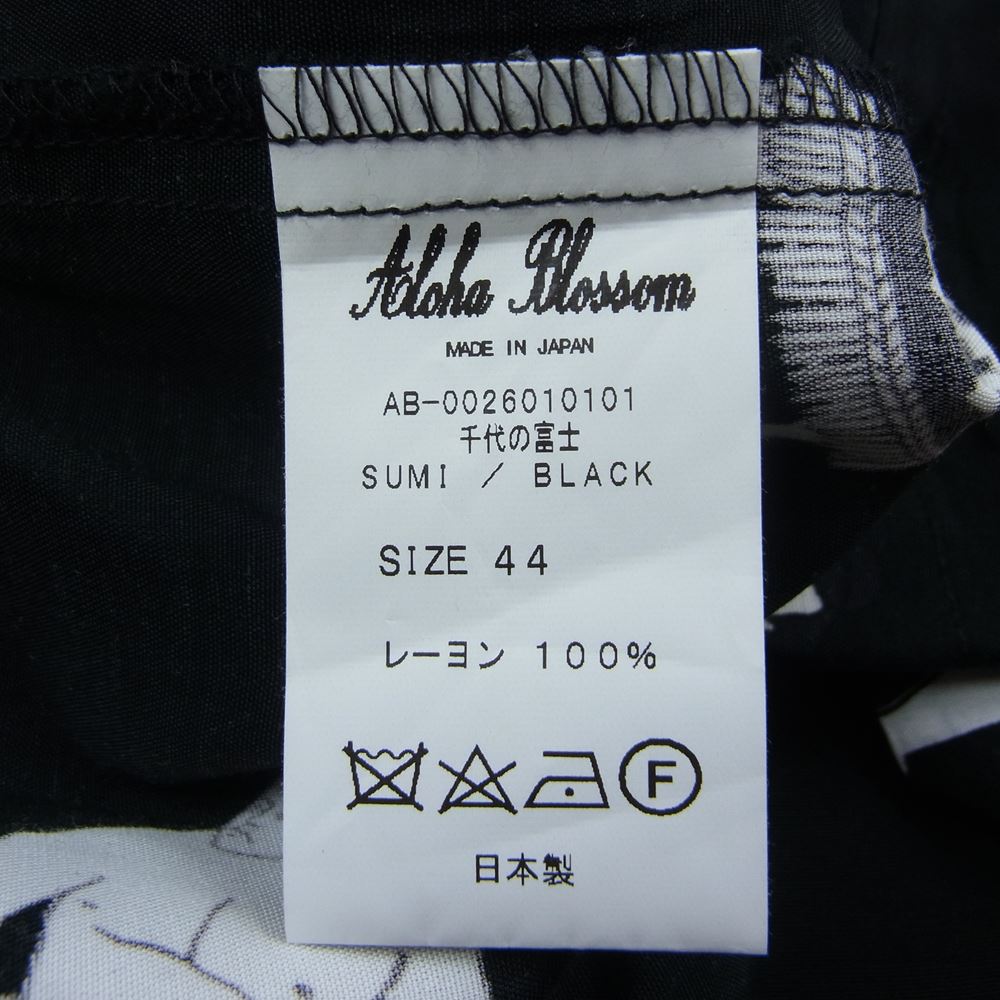 Aloha Blossom
MADE IN JAPAN
AB-0026010101
千代の富士
SUMI / BLACK
SIZE 44
レーヨン 100%
F
日本製